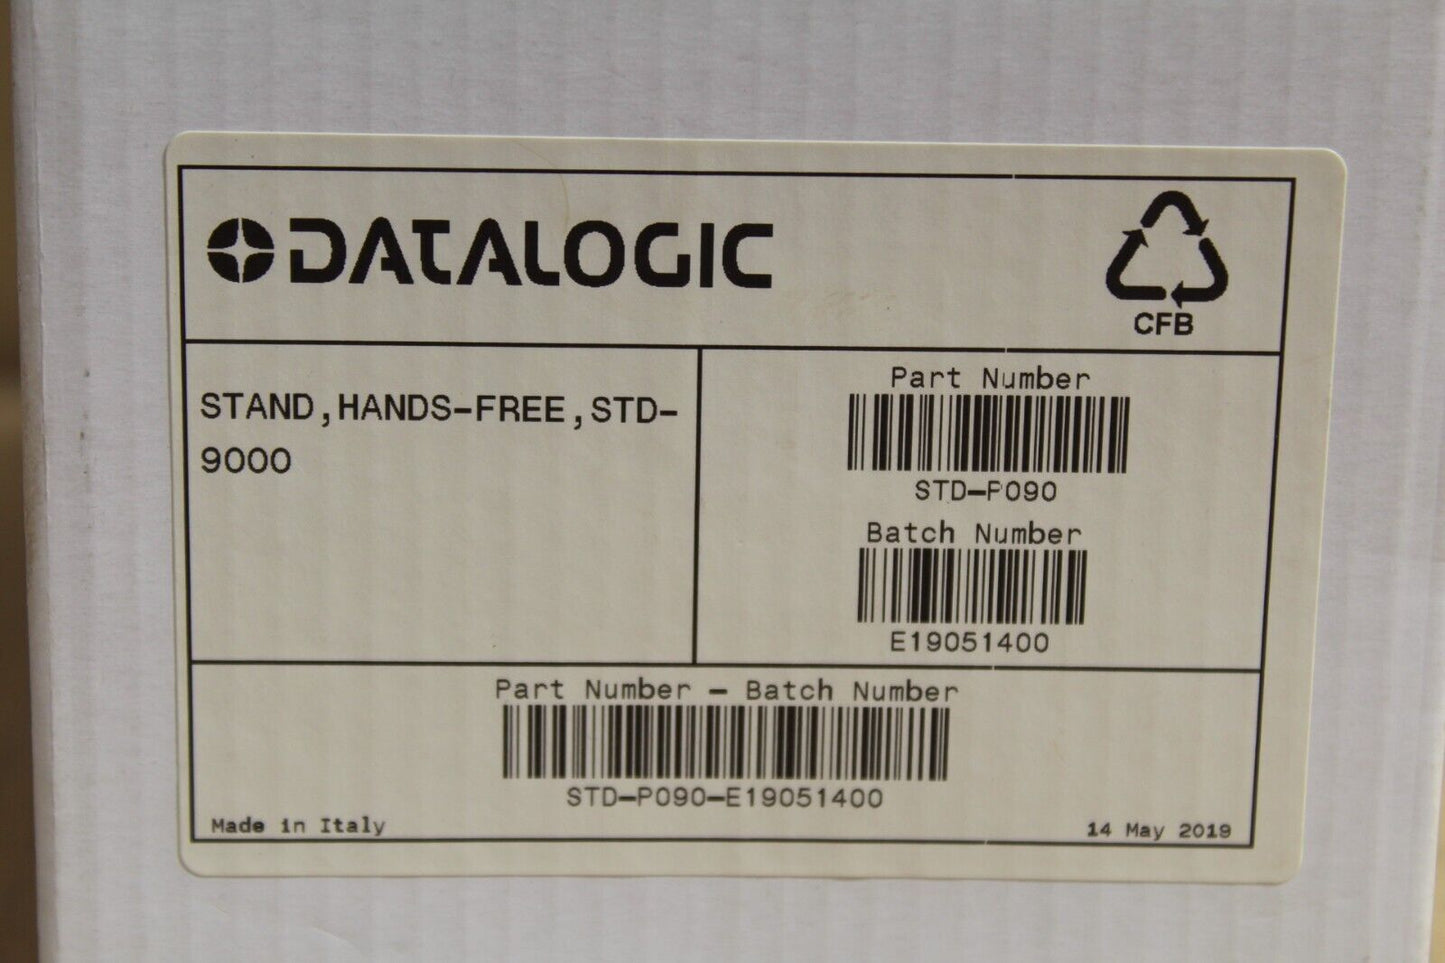 DATALOGIC
CFB
STAND,HANDS-FREE,STD-
9000
Part Number
STD-P090
Batch Number
E19051400
Part Number - Batch Number
STD-P090-E19051400
Made in Italy
14 May 2019